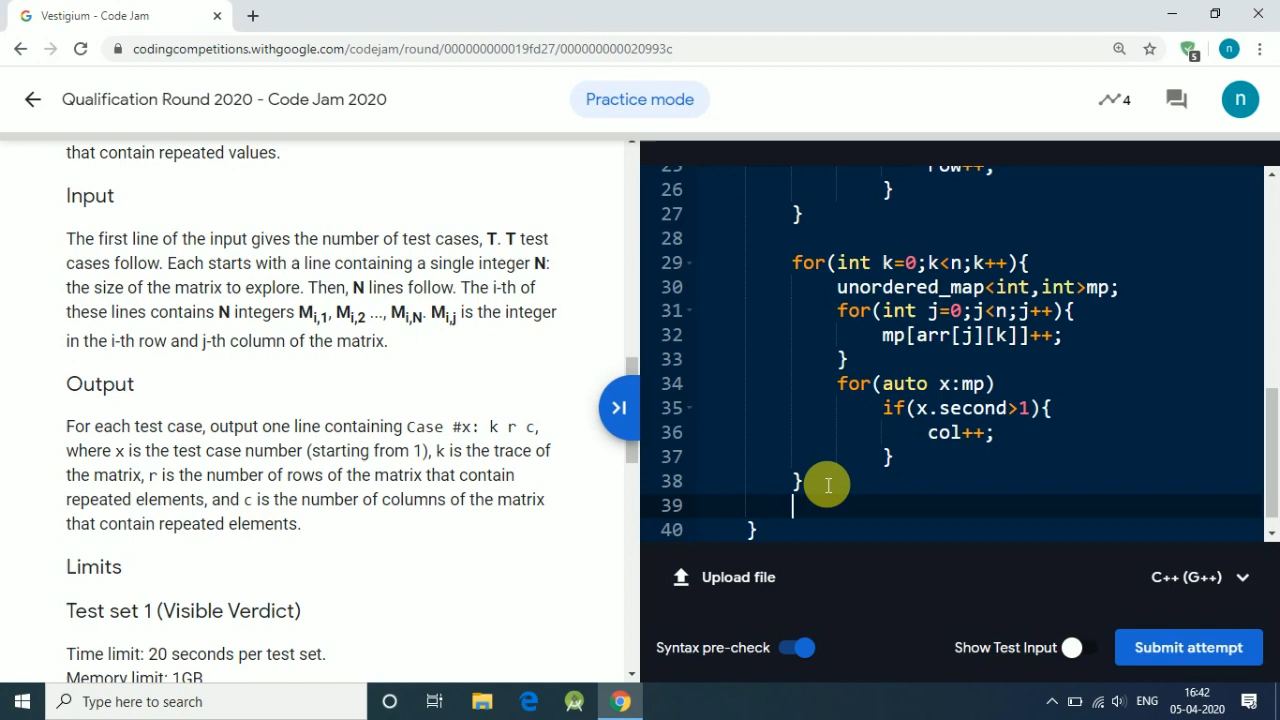 Vestigium - Code Jam
codingcompetitions.withgoogle.com/codejam/round/000000000019fd27/000000000020993c
S
n
Qualification Round 2020 - Code Jam 2020
Practice mode
4
n
that contain repeated values.
Input
The first line of the input gives the number of test cases, T. T test
cases follow. Each starts with a line containing a single integer N:
the size of the matrix to explore. Then, N lines follow. The i-th of
these lines contains N integers Mi,1, Mi,2 ..., Mi,N. Mi,j is the integer
in the i-th row and j-th column of the matrix.
Output
For each test case, output one line containing Case #x: k r c,
where x is the test case number (starting from 1), k is the trace of
the matrix, r is the number of rows of the matrix that contain
repeated elements, and c is the number of columns of the matrix
that contain repeated elements.
Limits
Test set 1 (Visible Verdict)
Time limit: 20 seconds per test set.
Memory limit: 1GB
25 row++;
26 }
27 }
28
29 for(int k=0;k<n;k++){
30 unordered_map<int,int>mp;
31 for(int j=0;j<n;j++){
32 mp[arr[j][k]]++;
33 }
34 for(auto x:mp)
35 if(x.second>1){
36 col++;
37 }
38 }
39
40 }
Upload file
C++ (G++)
Syntax pre-check
Show Test Input
Submit attempt
Type here to search
ENG
16:42
05-04-2020